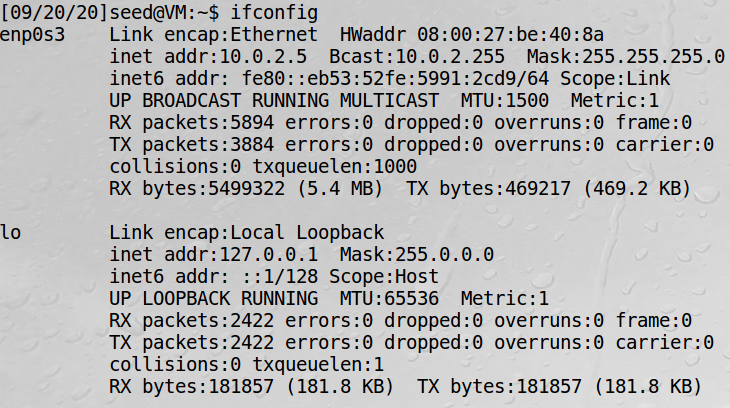 [09/20/20]seed@VM:~$ ifconfig
enp0s3    Link encap:Ethernet  HWaddr 08:00:27:be:40:8a
          inet addr:10.0.2.5  Bcast:10.0.2.255  Mask:255.255.255.0
          inet6 addr: fe80::eb53:52fe:5991:2cd9/64 Scope:Link
          UP BROADCAST RUNNING MULTICAST  MTU:1500  Metric:1
          RX packets:5894 errors:0 dropped:0 overruns:0 frame:0
          TX packets:3884 errors:0 dropped:0 overruns:0 carrier:0
          collisions:0 txqueuelen:1000
          RX bytes:5499322 (5.4 MB)  TX bytes:469217 (469.2 KB)

lo        Link encap:Local Loopback
          inet addr:127.0.0.1  Mask:255.0.0.0
          inet6 addr: ::1/128 Scope:Host
          UP LOOPBACK RUNNING  MTU:65536  Metric:1
          RX packets:2422 errors:0 dropped:0 overruns:0 frame:0
          TX packets:2422 errors:0 dropped:0 overruns:0 carrier:0
          collisions:0 txqueuelen:1
          RX bytes:181857 (181.8 KB)  TX bytes:181857 (181.8 KB)